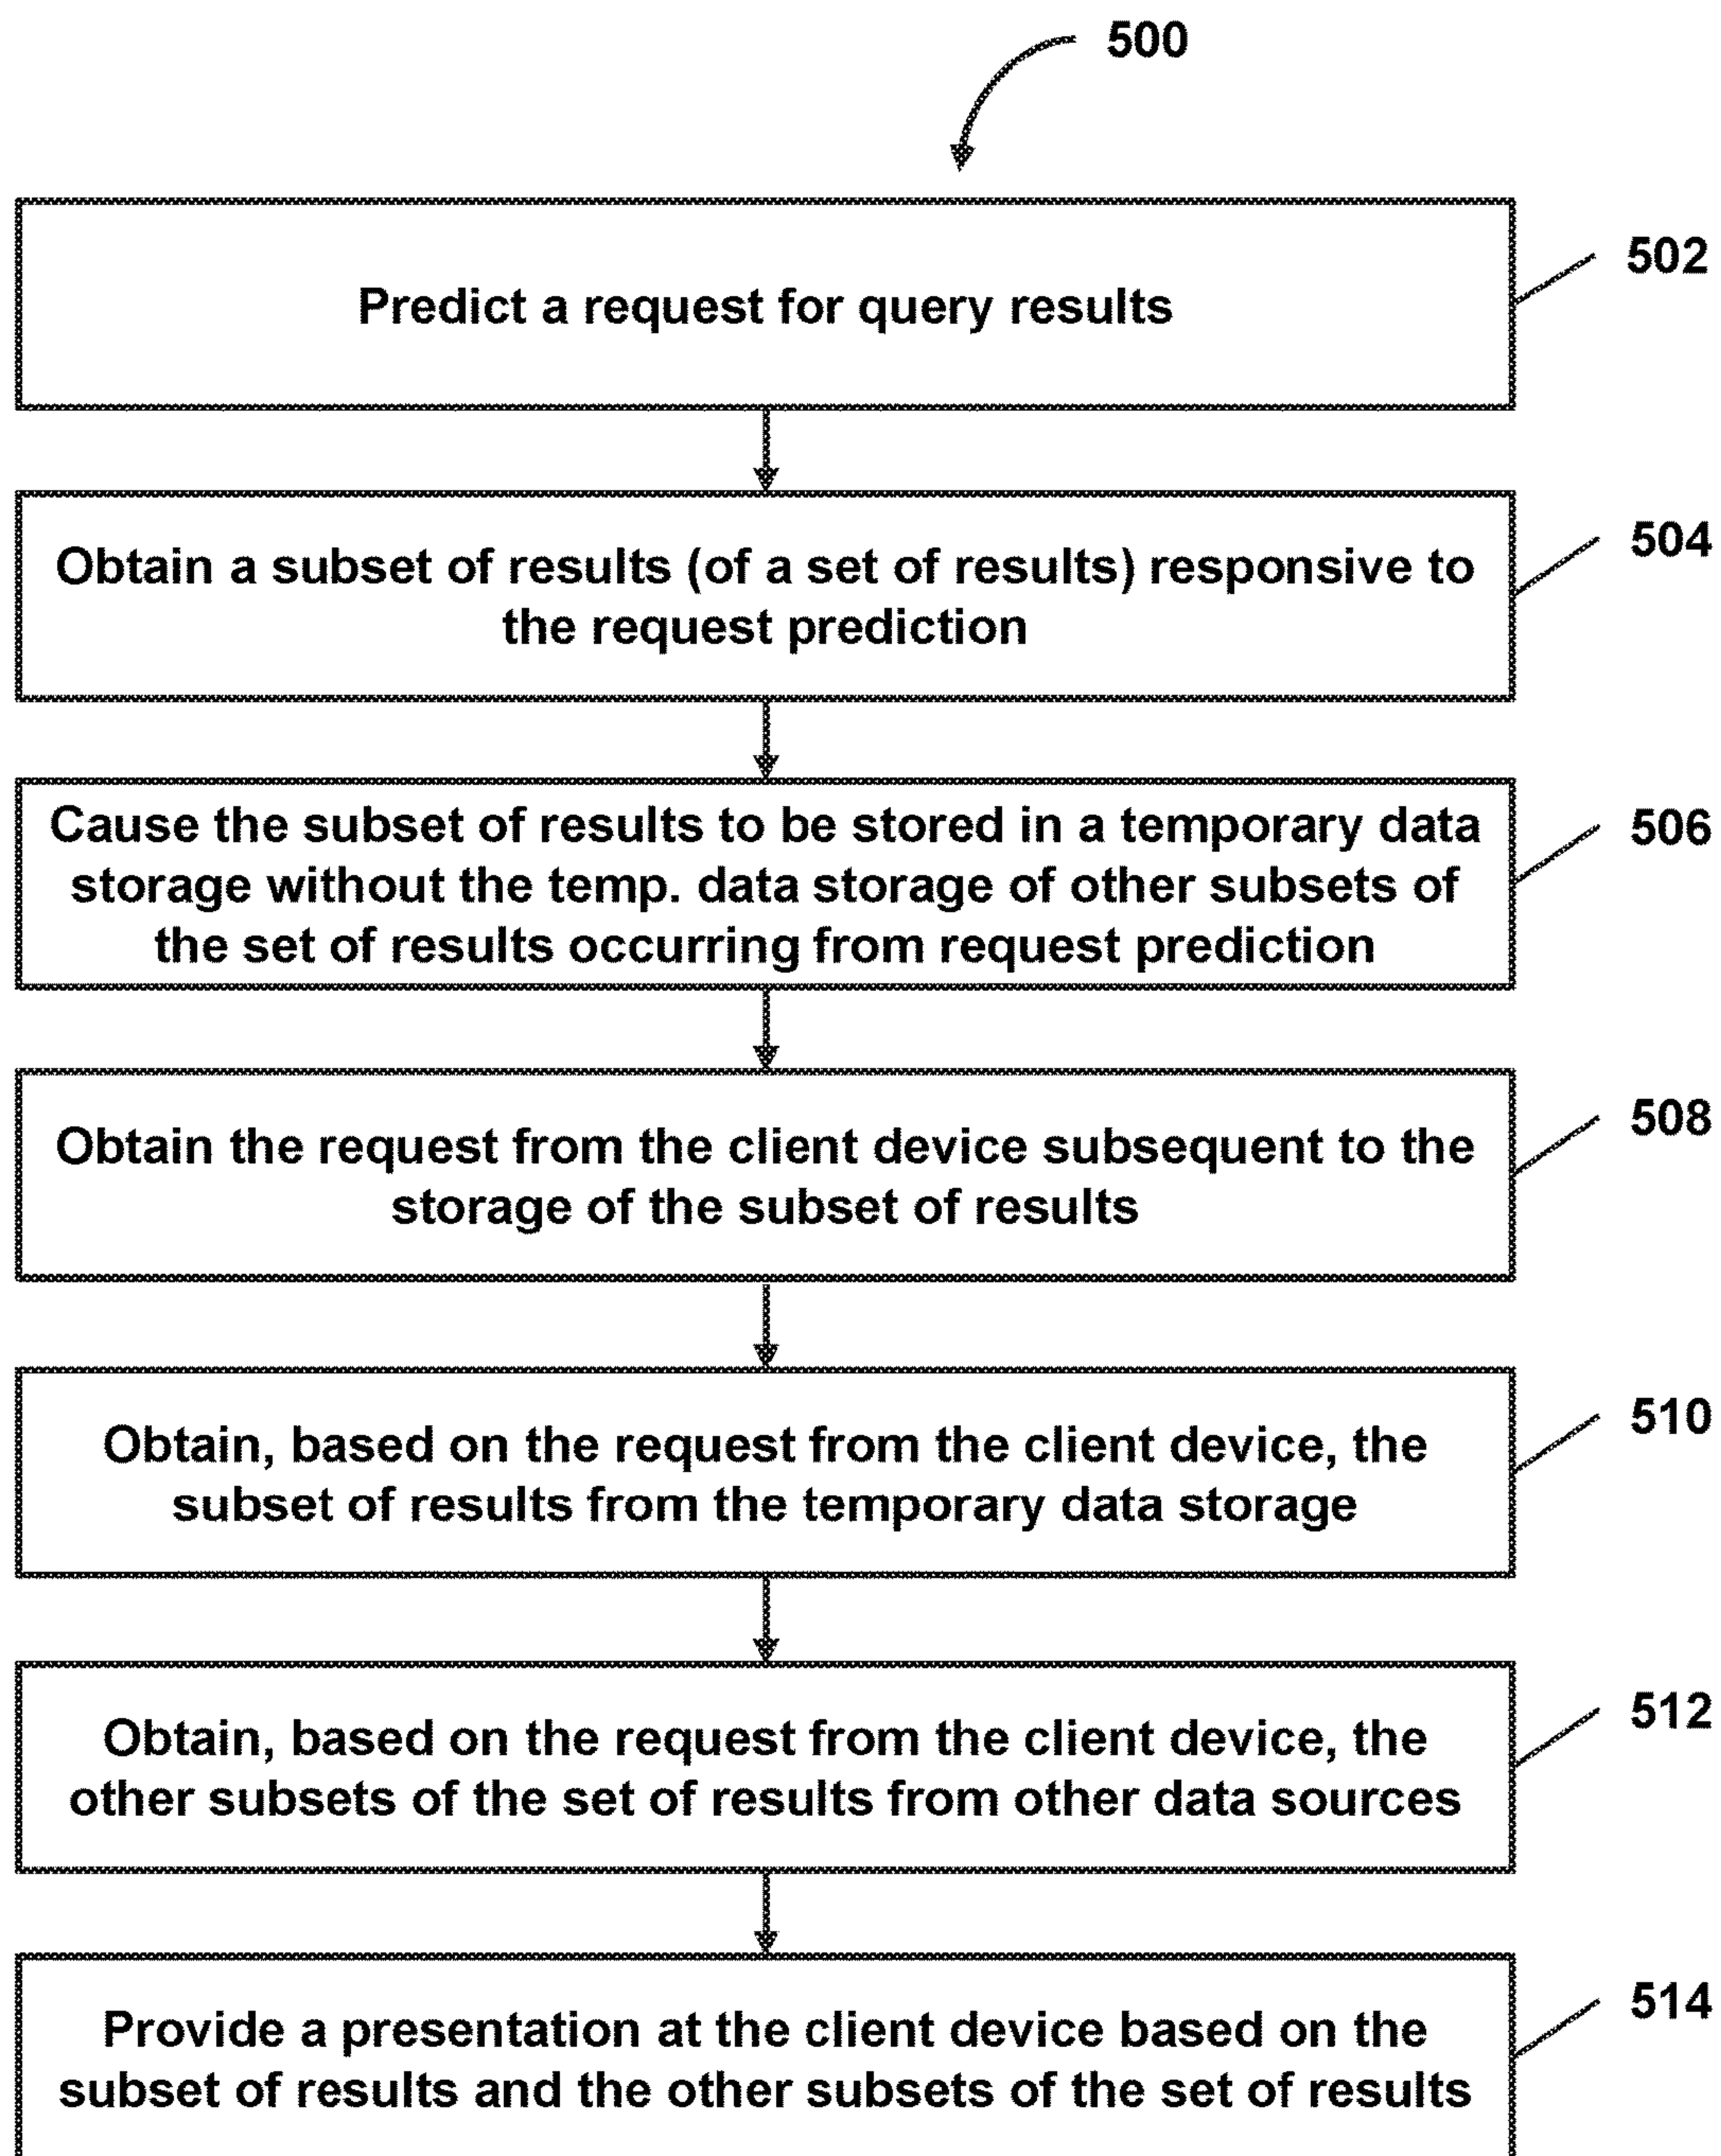 500
Predict a request for query results
502
Obtain a subset of results (of a set of results) responsive to
the request prediction
504
Cause the subset of results to be stored in a temporary data
storage without the temp. data storage of other subsets of
the set of results occurring from request prediction
506
Obtain the request from the client device subsequent to the
storage of the subset of results
508
Obtain, based on the request from the client device, the
subset of results from the temporary data storage
510
Obtain, based on the request from the client device, the
other subsets of the set of results from other data sources
512
Provide a presentation at the client device based on the
subset of results and the other subsets of the set of results
514